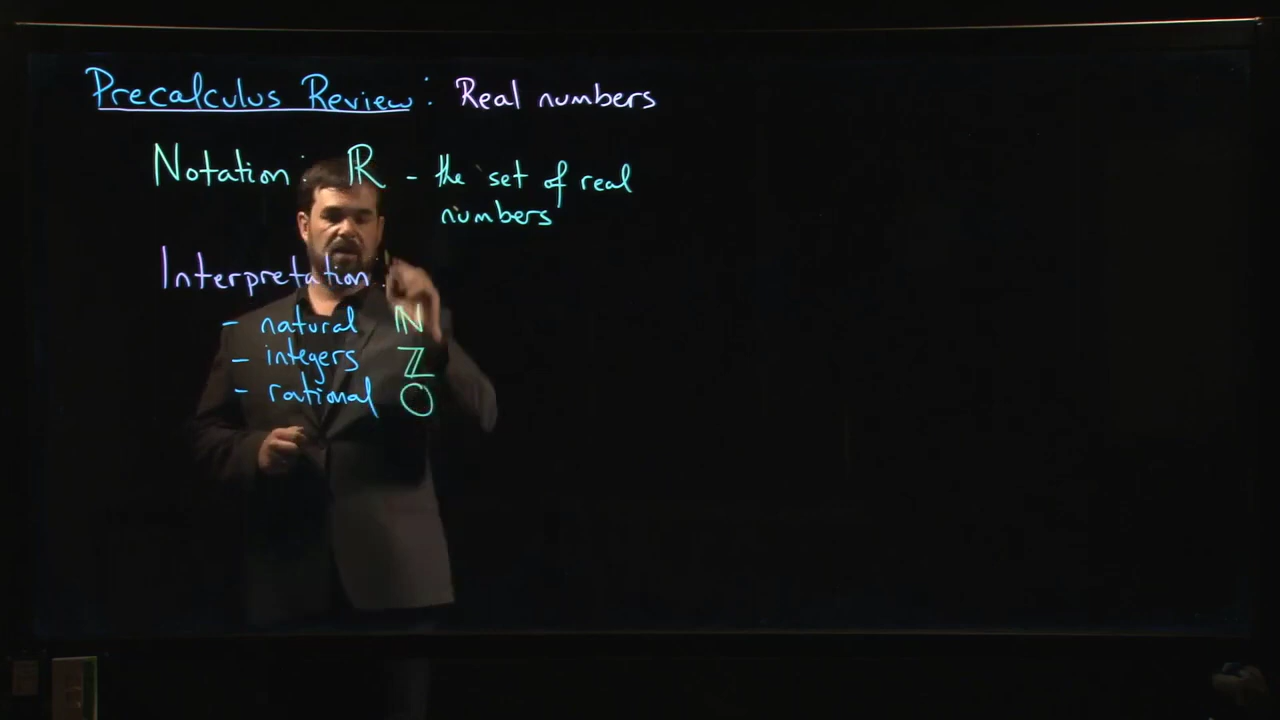 Precalculus Review: Real numbers
Notation: ℝ - the set of real
numbers
Interpretation:
- natural ℕ
- integers ℤ
- rational O